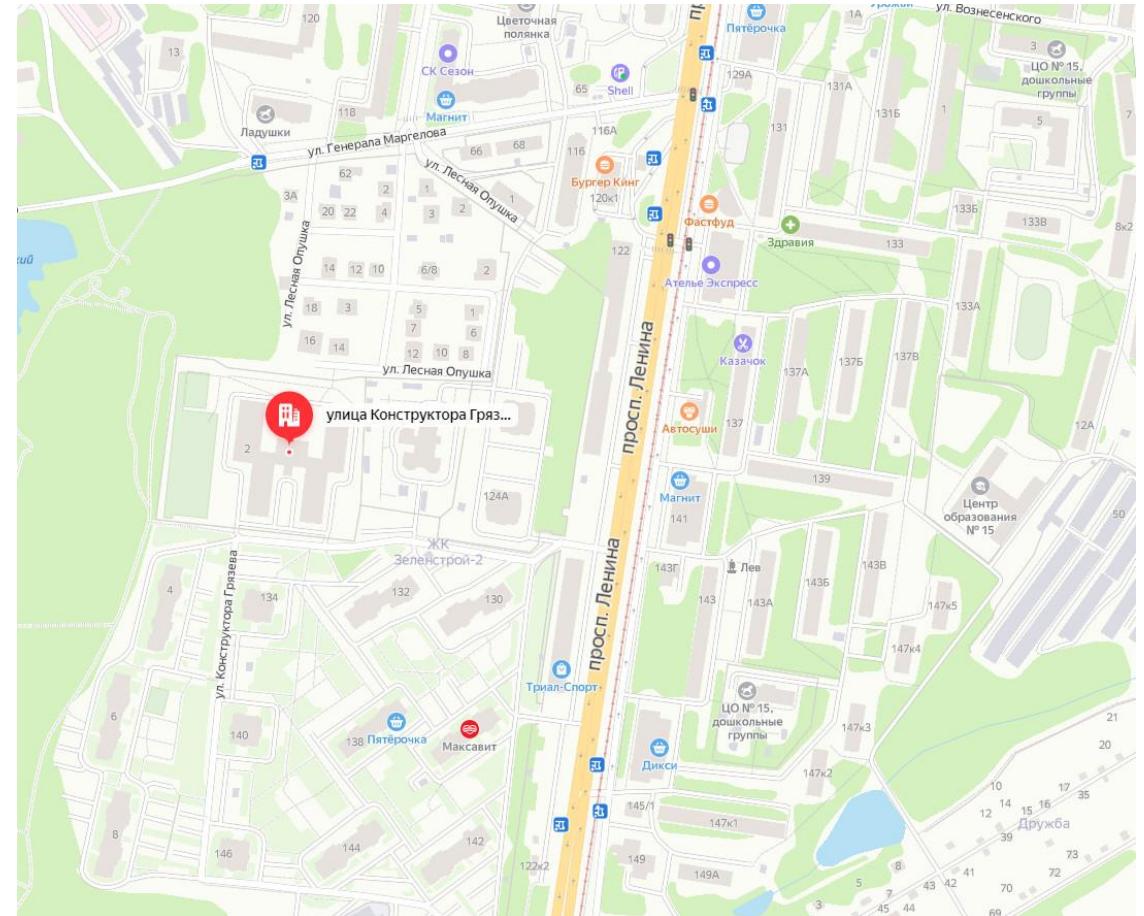 120
Цветочная
полянка
Пятёрочка
1А
ул. Вознесенского
13
СК Сезон
3
ЦО № 15,
дошкольные
группы
65
Shell
129А
131А
Ладушки
118
Магнит
131Б
1
5
7
ул. Генерала Маргелова
116А
131
66
68
116
62
ул. Лесная Опушка
Бургер Кинг
120к1
3А
20
22
2
4
1
3
2
1
Фастфуд
133Б
133В
8к2
Здравия
133
ул. Лесная Опушка
122
14
12
10
6/8
2
Ателье Экспресс
18
3
5
1
133А
7
6
16
14
12
10
8
просп. Ленина
Казачок
137А
137Б
137В
ул. Лесная Опушка
улица Конструктора Гряз...
Автосуши
137
12А
2
139
Магнит
141
124А
Центр
образования
№ 15
50
ЖК
Зеленстрой-2
просп. Ленина
143Г
Лев
143В
143Б
4
134
132
130
143
143А
147к5
ул. Конструктора Грязева
147к4
Триал-Спорт
ЦО № 15,
дошкольные
группы
6
140
138
Пятёрочка
Максавит
147к3
21
20
Дикси
147к2
10
17
35
145/1
12
14
15
16
Дружба
147к1
39
8
146
144
142
122к2
149
149А
73
72
8
5
7
43
42
41
70
3
45
44
69